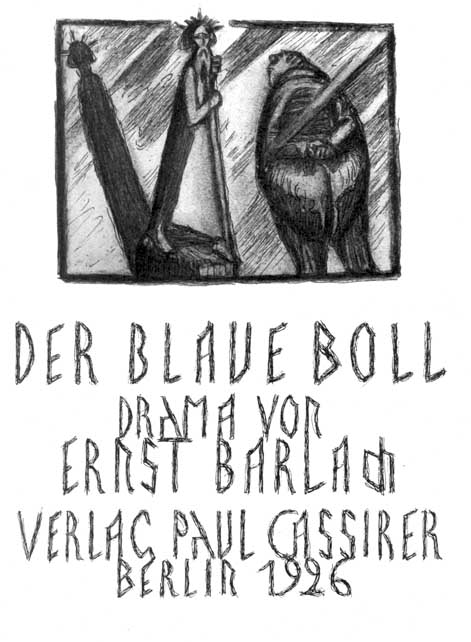 DER BLAUE BOLL
DRAMA VON
ERNST BARLACH
VERLAG PAUL CASSIRER
BERLIN 1926